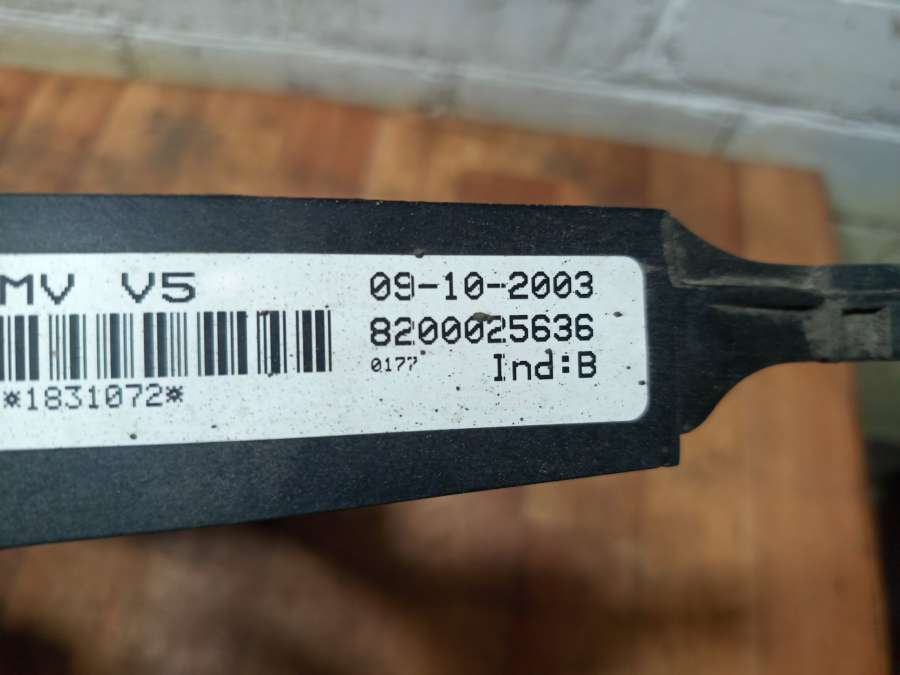 MV V5 09-10-2003
8200025636
0177 Ind:B
*1831072*